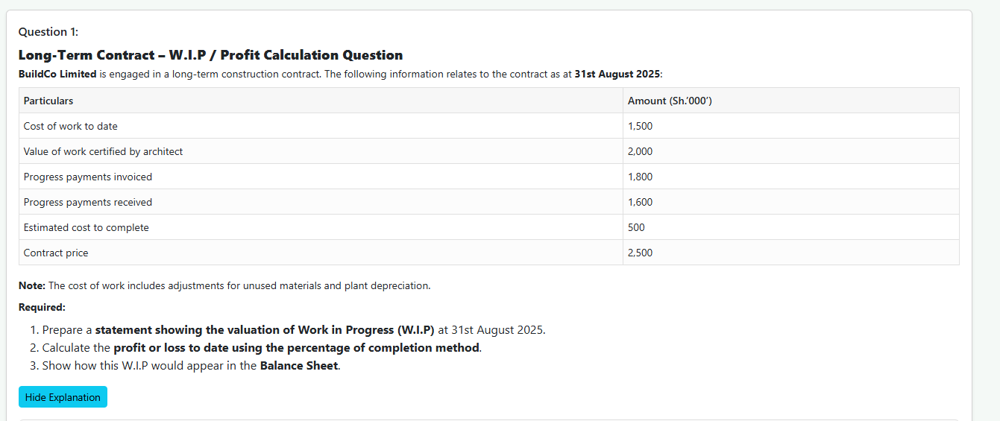 Question 1:
Long-Term Contract – W.I.P / Profit Calculation Question
BuildCo Limited is engaged in a long-term construction contract. The following information relates to the contract as at 31st August 2025:
Particulars Amount (Sh.’000’)
Cost of work to date 1,500
Value of work certified by architect 2,000
Progress payments invoiced 1,800
Progress payments received 1,600
Estimated cost to complete 500
Contract price 2,500
Note: The cost of work includes adjustments for unused materials and plant depreciation.
Required:
1. Prepare a statement showing the valuation of Work in Progress (W.I.P) at 31st August 2025.
2. Calculate the profit or loss to date using the percentage of completion method.
3. Show how this W.I.P would appear in the Balance Sheet.
Hide Explanation